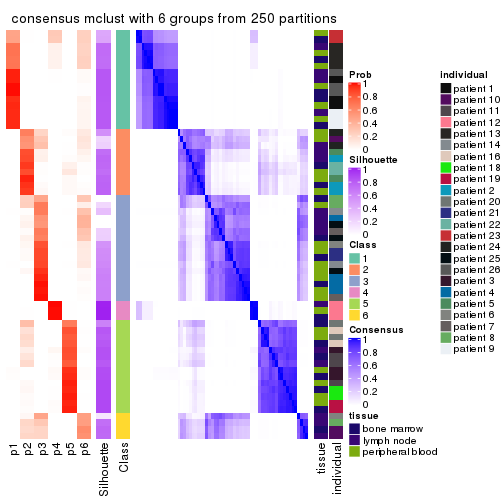 consensus mclust with 6 groups from 250 partitions
Prob
1
0.8
0.6
0.4
0.2
0
Silhouette
1
0.8
0.6
0.4
0.2
0
Class
1
2
3
4
5
6
Consensus
1
0.8
0.6
0.4
0.2
0
tissue
bone marrow
lymph node
peripheral blood
individual
patient 1
patient 10
patient 11
patient 12
patient 13
patient 14
patient 16
patient 18
patient 19
patient 2
patient 20
patient 21
patient 22
patient 23
patient 24
patient 25
patient 26
patient 3
patient 4
patient 5
patient 6
patient 7
patient 8
patient 9
p1
p2
p3
p4
p5
p6
Silhouette
Class
tissue
individual